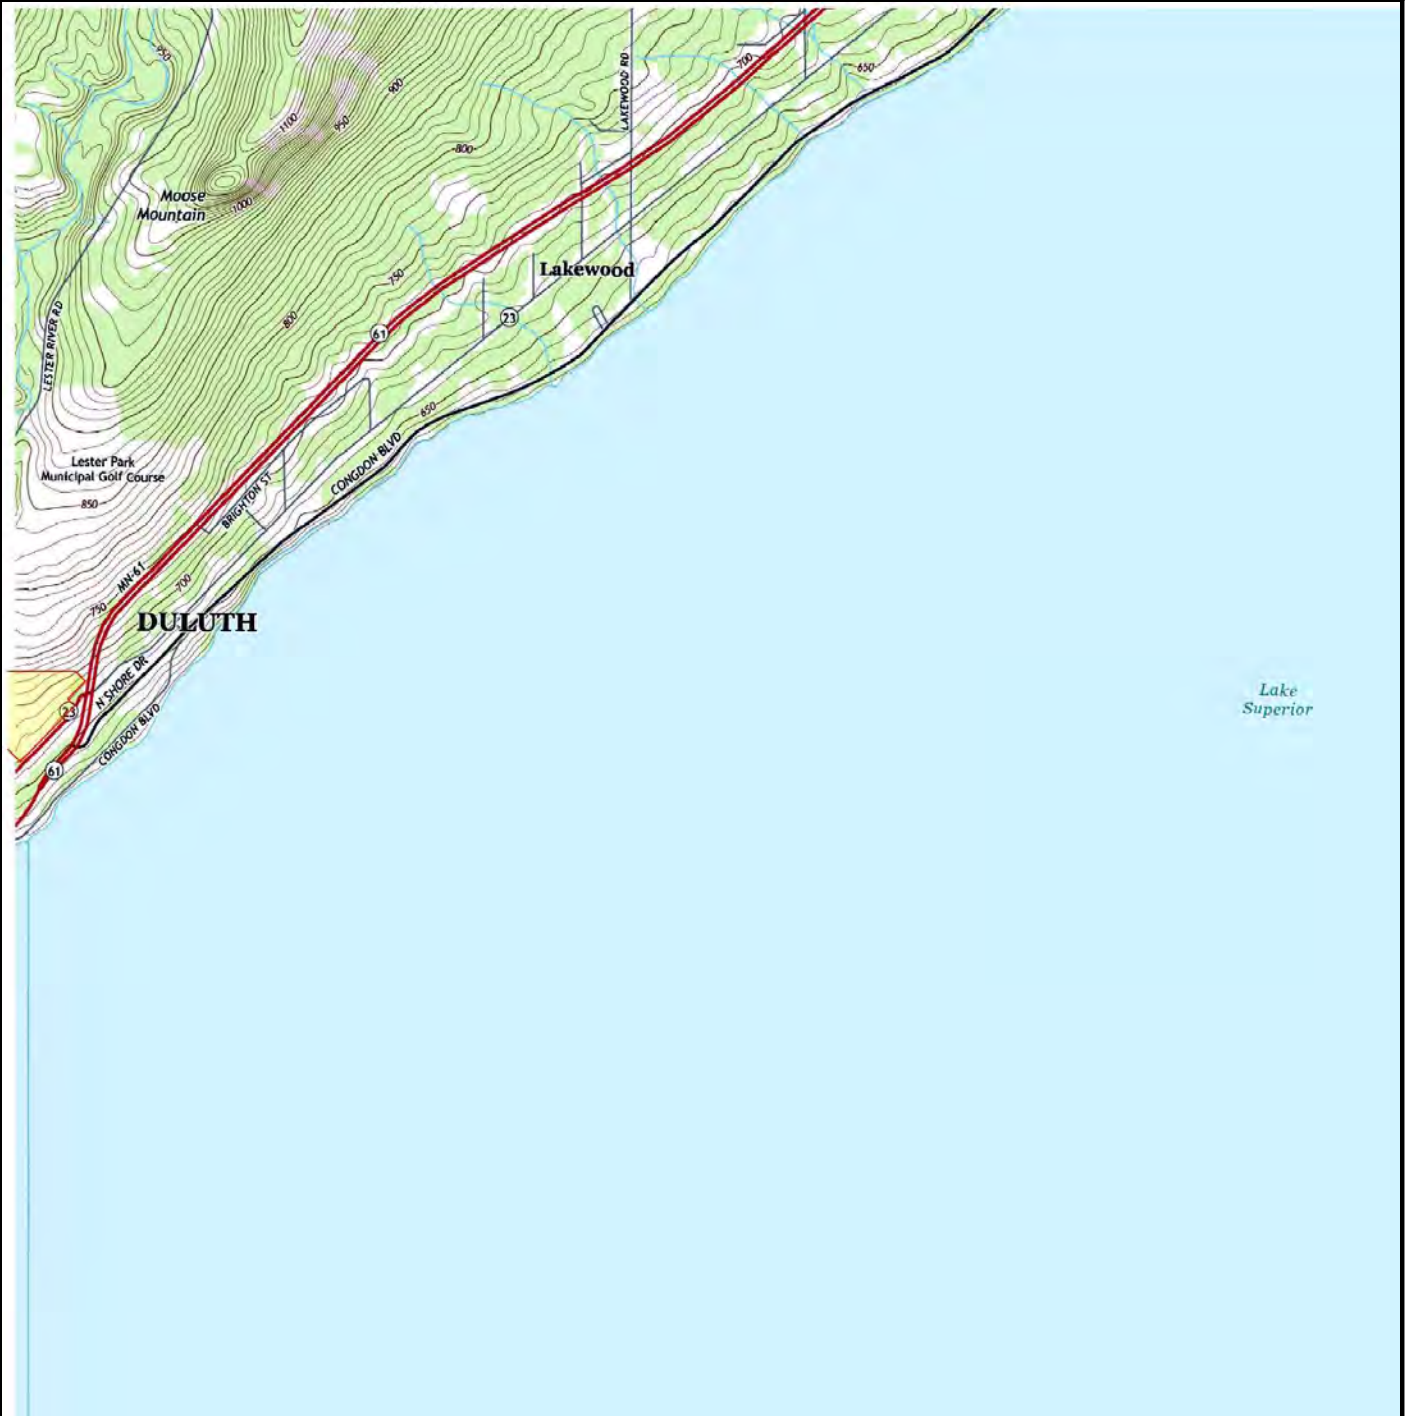 950
900
LAKEWOOD RD
700
650
1100
950
800
Moose
Mountain
1000
750
Lakewood
800
23
61
LESTER RIVER RD
650
CONGDON BLVD
Lester Park
Municipal Golf Course
850
BRIGHTON ST
MN-61
700
750
DULUTH
N SHORE DR
23
CONGDON BLVD
61
Lake
Superior